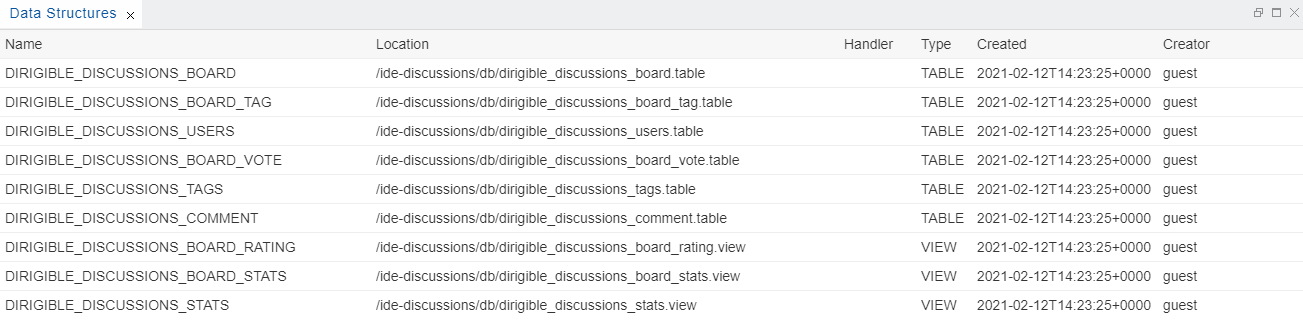 Data Structures
Name Location Handler Type Created Creator
DIRIGIBLE_DISCUSSIONS_BOARD /ide-discussions/db/dirigible_discussions_board.table TABLE 2021-02-12T14:23:25+0000 guest
DIRIGIBLE_DISCUSSIONS_BOARD_TAG /ide-discussions/db/dirigible_discussions_board_tag.table TABLE 2021-02-12T14:23:25+0000 guest
DIRIGIBLE_DISCUSSIONS_USERS /ide-discussions/db/dirigible_discussions_users.table TABLE 2021-02-12T14:23:25+0000 guest
DIRIGIBLE_DISCUSSIONS_BOARD_VOTE /ide-discussions/db/dirigible_discussions_board_vote.table TABLE 2021-02-12T14:23:25+0000 guest
DIRIGIBLE_DISCUSSIONS_TAGS /ide-discussions/db/dirigible_discussions_tags.table TABLE 2021-02-12T14:23:25+0000 guest
DIRIGIBLE_DISCUSSIONS_COMMENT /ide-discussions/db/dirigible_discussions_comment.table TABLE 2021-02-12T14:23:25+0000 guest
DIRIGIBLE_DISCUSSIONS_BOARD_RATING /ide-discussions/db/dirigible_discussions_board_rating.view VIEW 2021-02-12T14:23:25+0000 guest
DIRIGIBLE_DISCUSSIONS_BOARD_STATS /ide-discussions/db/dirigible_discussions_board_stats.view VIEW 2021-02-12T14:23:25+0000 guest
DIRIGIBLE_DISCUSSIONS_STATS /ide-discussions/db/dirigible_discussions_stats.view VIEW 2021-02-12T14:23:25+0000 guest